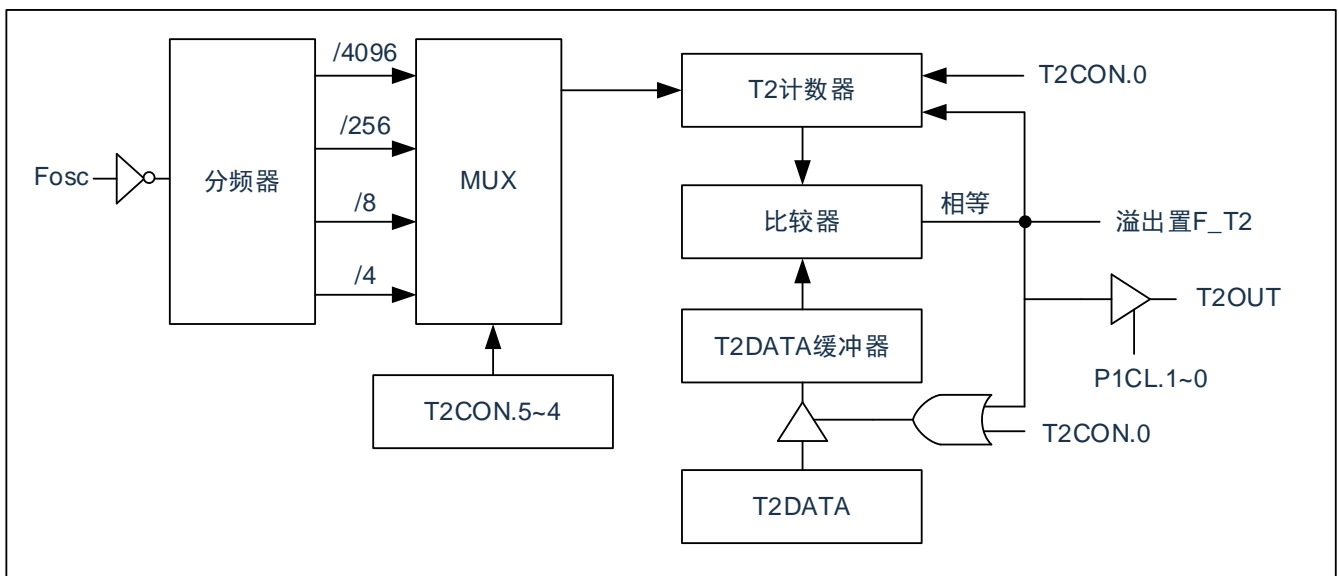 /4096
/256
/8
/4
Fosc
分频器
MUX
T2CON.5~4
T2计数器
T2CON.0
比较器
相等
溢出置F_T2
T2OUT
P1CL.1~0
T2DATA缓冲器
T2CON.0
T2DATA